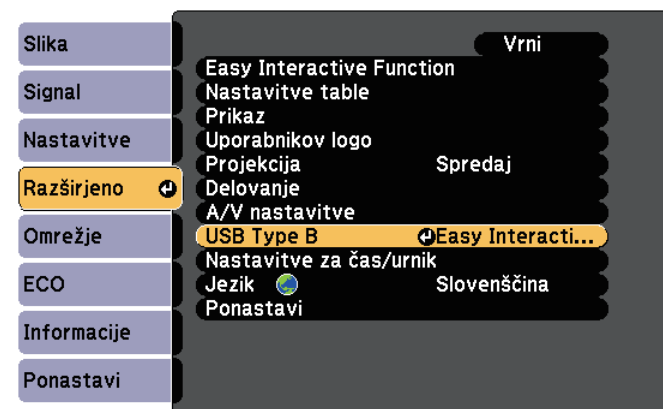 Slika
Signal
Nastavitve
Razširjeno
Omrežje
ECO
Informacije
Ponastavi
Vrni
Easy Interactive Function
Nastavitve table
Prikaz
Uporabnikov logo
Projekcija Spredaj
Delovanje
A/V nastavitve
USB Type B Easy Interacti...
Nastavitve za čas/urnik
Jezik Slovenščina
Ponastavi